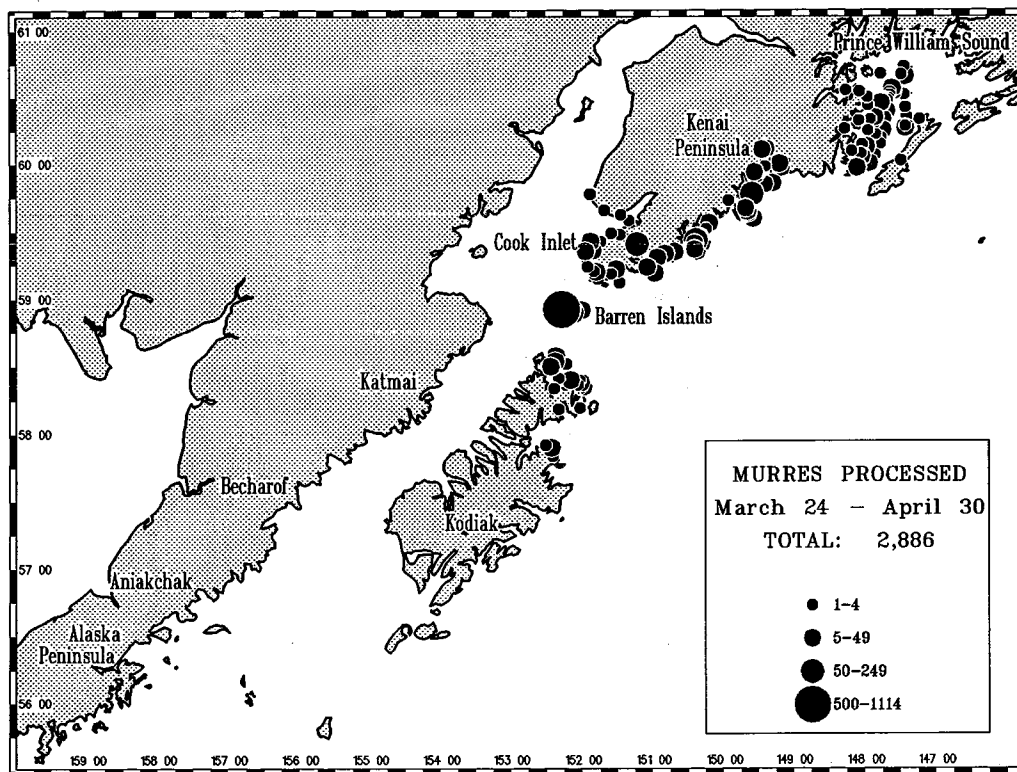 61 00
Prince William Sound
Kenai
Peninsula
60 00
Cook Inlet
59 00
Barren Islands
Katmai
58 00
MURRES PROCESSED
March 24 – April 30
TOTAL: 2,886
Becharof
Kodiak
57 00
Aniakchak
1-4
Alaska
Peninsula
5-49
50-249
56 00
500-1114
159 00 158 00 157 00 156 00 155 00 154 00 153 00 152 00 151 00 150 00 149 00 148 00 147 00